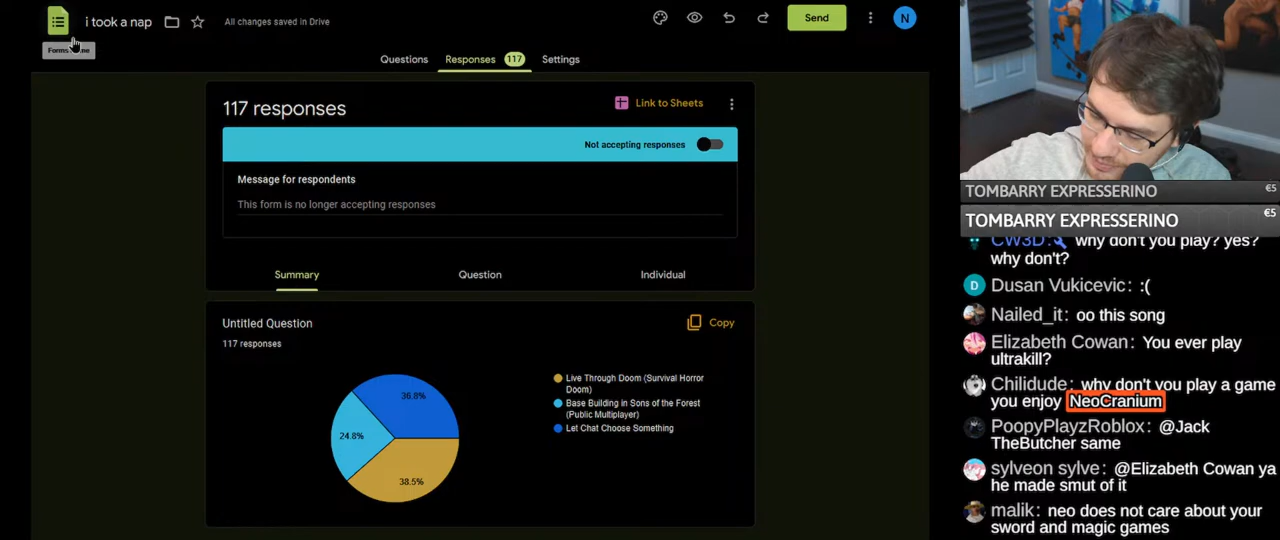 i took a nap
All changes saved in Drive
Send
N
Questions
Responses
117
Settings
117 responses
Link to Sheets
Not accepting responses
Message for respondents
This form is no longer accepting responses
Summary
Question
Individual
Untitled Question
Copy
117 responses
Live Through Doom (Survival Horror
Doom)
Base Building in Sons of the Forest
(Public Multiplayer)
Let Chat Choose Something
36.8%
24.8%
38.5%
TOMBARRY EXPRESSERINO
€5
TOMBARRY EXPRESSERINO
€5
CW3D: why don't you play? yes?
why don't?
D
Dusan Vukicevic: :(
Nailed_it: oo this song
Elizabeth Cowan: You ever play
ultrakill?
Chilidude: why don't you play a game
you enjoy NeoCranium
PoopyPlayzRoblox: @Jack
TheButcher same
sylveon sylve: @Elizabeth Cowan ya
he made smut of it
malik: neo does not care about your
sword and magic games